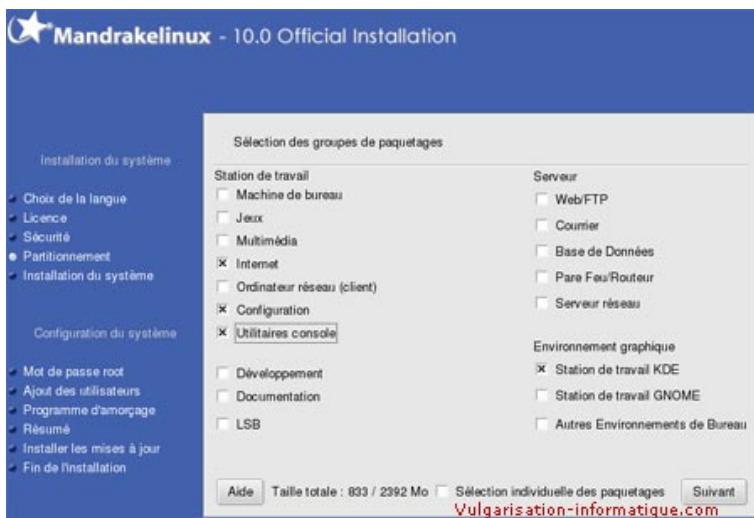 Mandrakelinux - 10.0 Official Installation
Installation du système
Choix de la langue
Licence
Sécurité
Partitionnement
Installation du système
Configuration du système
Mot de passe root
Ajout des utilisateurs
Programme d'amorçage
Résumé
Installer les mises à jour
Fin de l'installation
Sélection des groupes de paquetages
Station de travail
Machine de bureau
Jeux
Multimédia
Internet
Ordinateur réseau (client)
Configuration
Utilitaires console
Développement
Documentation
LSB
Serveur
Web/FTP
Courrier
Base de Données
Pare Feu/Routeur
Serveur réseau
Environnement graphique
Station de travail KDE
Station de travail GNOME
Autres Environnements de Bureau
Aide
Taille totale : 833 / 2392 Mo
Sélection individuelle des paquetages
Suivant
Vulgarisation-informatique.com